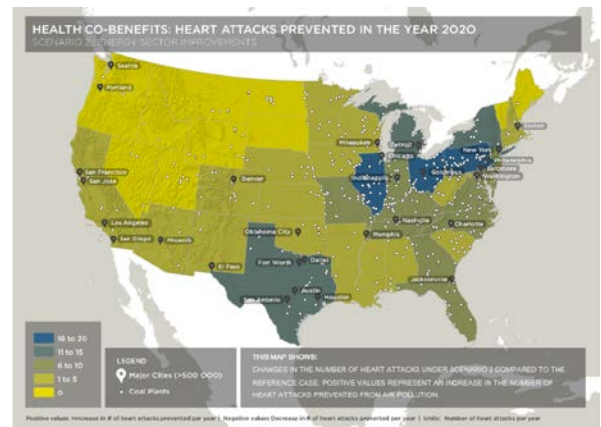 HEALTH CO-BENEFITS: HEART ATTACKS PREVENTED IN THE YEAR 2020
SCENARIO 2: ENERGY SECTOR IMPROVEMENTS
Seattle
Portland
Boston
Milwaukee
Detroit
New York
Chicago
Philadelphia
San Francisco
Columbus
Baltimore
San Jose
Denver
Indianapolis
Washington
Nashville
Los Angeles
Oklahoma City
Memphis
Charlotte
San Diego
Phoenix
Dallas
El Paso
Fort Worth
Jacksonville
Austin
San Antonio
Houston
16 to 20
11 to 15
6 to 10
1 to 5
0
LEGEND
Major Cities (>500 000)
Coal Plants
THIS MAP SHOWS:
CHANGES IN THE NUMBER OF HEART ATTACKS UNDER SCENARIO 2 COMPARED TO THE
REFERENCE CASE. POSITIVE VALUES REPRESENT AN INCREASE IN THE NUMBER OF
HEART ATTACKS PREVENTED FROM AIR POLLUTION.
Positive values =Increase in # of heart attacks prevented per year | Negative values Decrease in # of heart attacks prevented per year | Units: Number of heart attacks per year